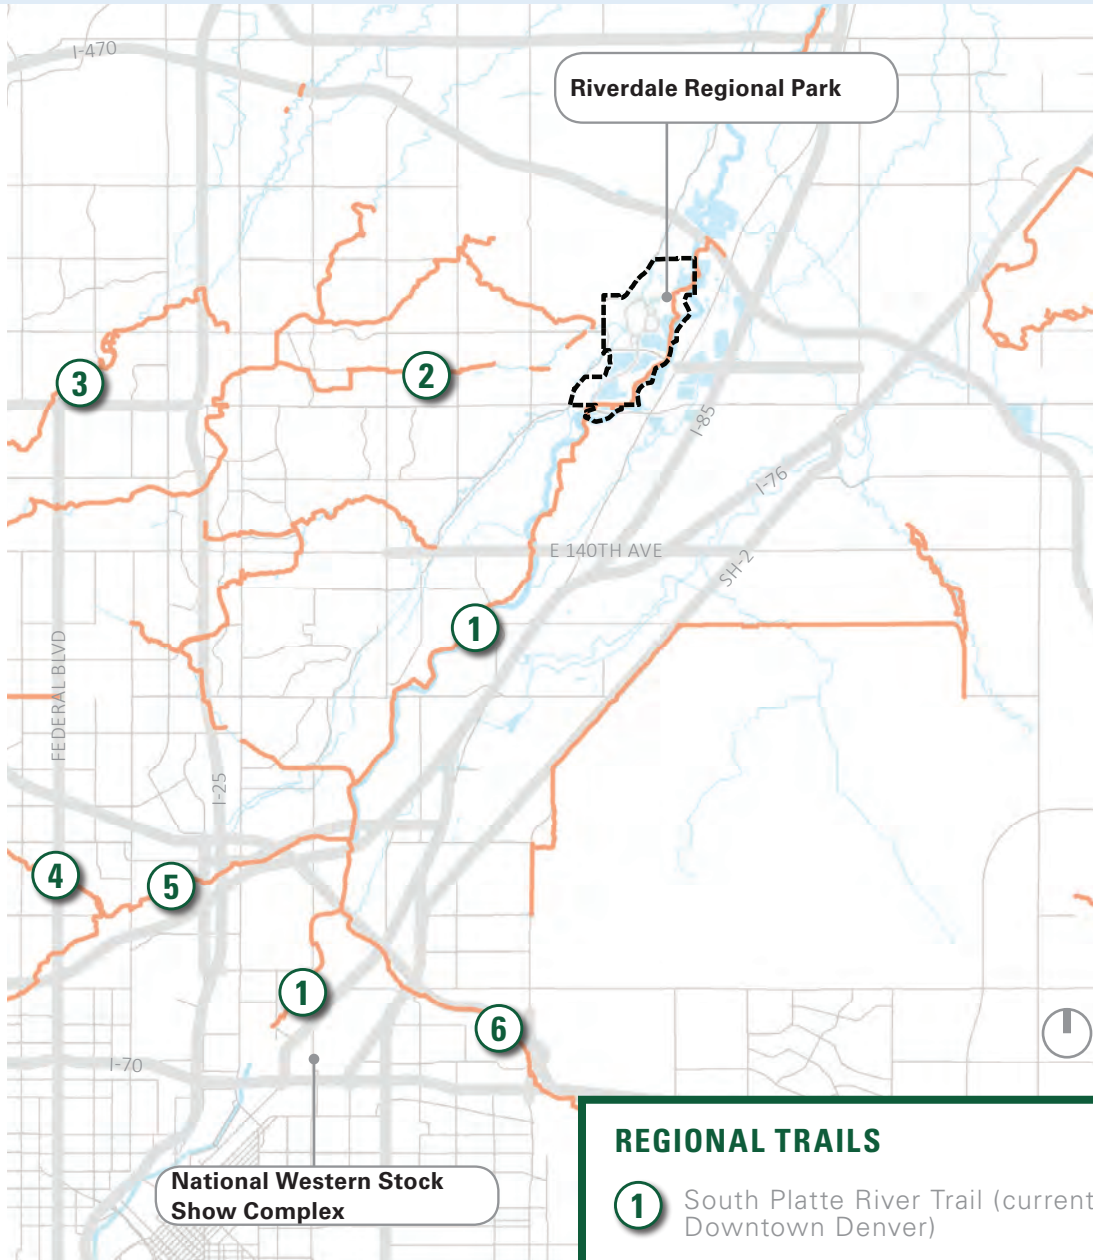 I-470
Riverdale Regional Park
3
2
I-85
I-76
E 140TH AVE
SH-2
1
FEDERAL BLVD
I-25
4
5
1
6
I-70
National Western Stock
Show Complex
REGIONAL TRAILS
1
South Platte River Trail (current
Downtown Denver)